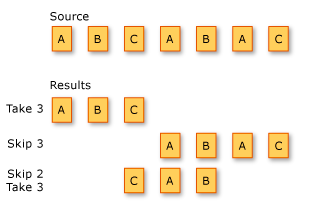 Source
A B C A B A C
Results
Take 3 A B C
Skip 3 A B A C
Skip 2
Take 3 C A B